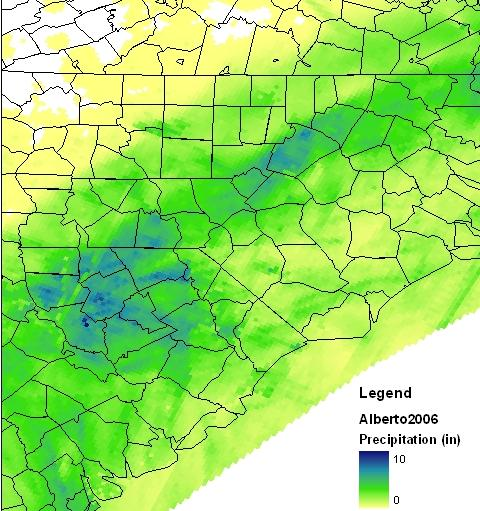 Legend
Alberto2006
Precipitation (in)
10
0